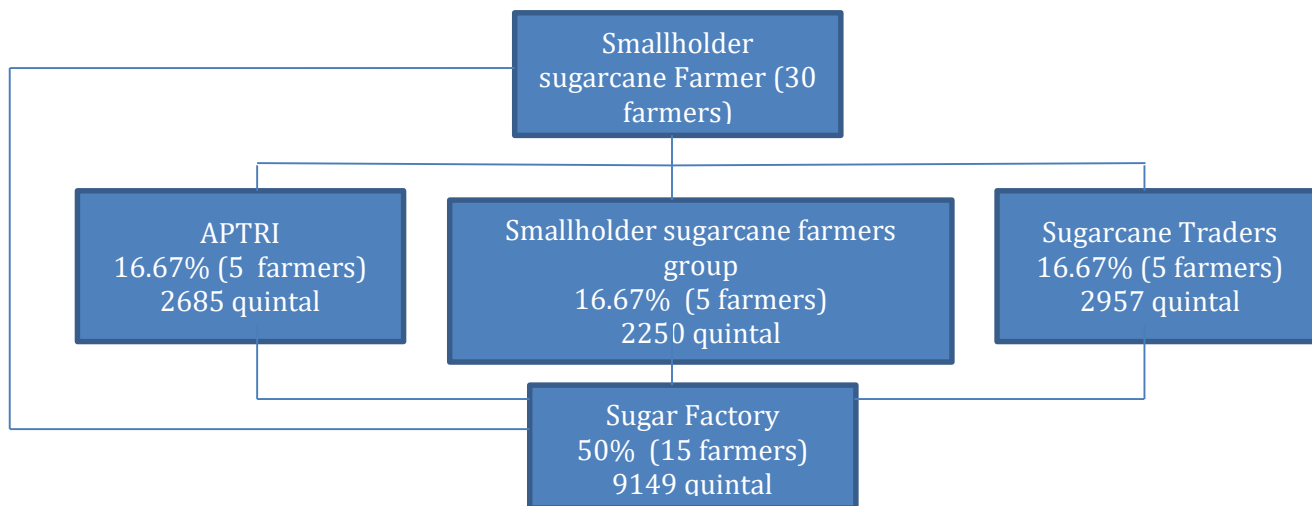 Smallholder
sugarcane Farmer (30
farmers)
APTRI
16.67% (5 farmers)
2685 quintal
Smallholder sugarcane farmers
group
16.67% (5 farmers)
2250 quintal
Sugarcane Traders
16.67% (5 farmers)
2957 quintal
Sugar Factory
50% (15 farmers)
9149 quintal